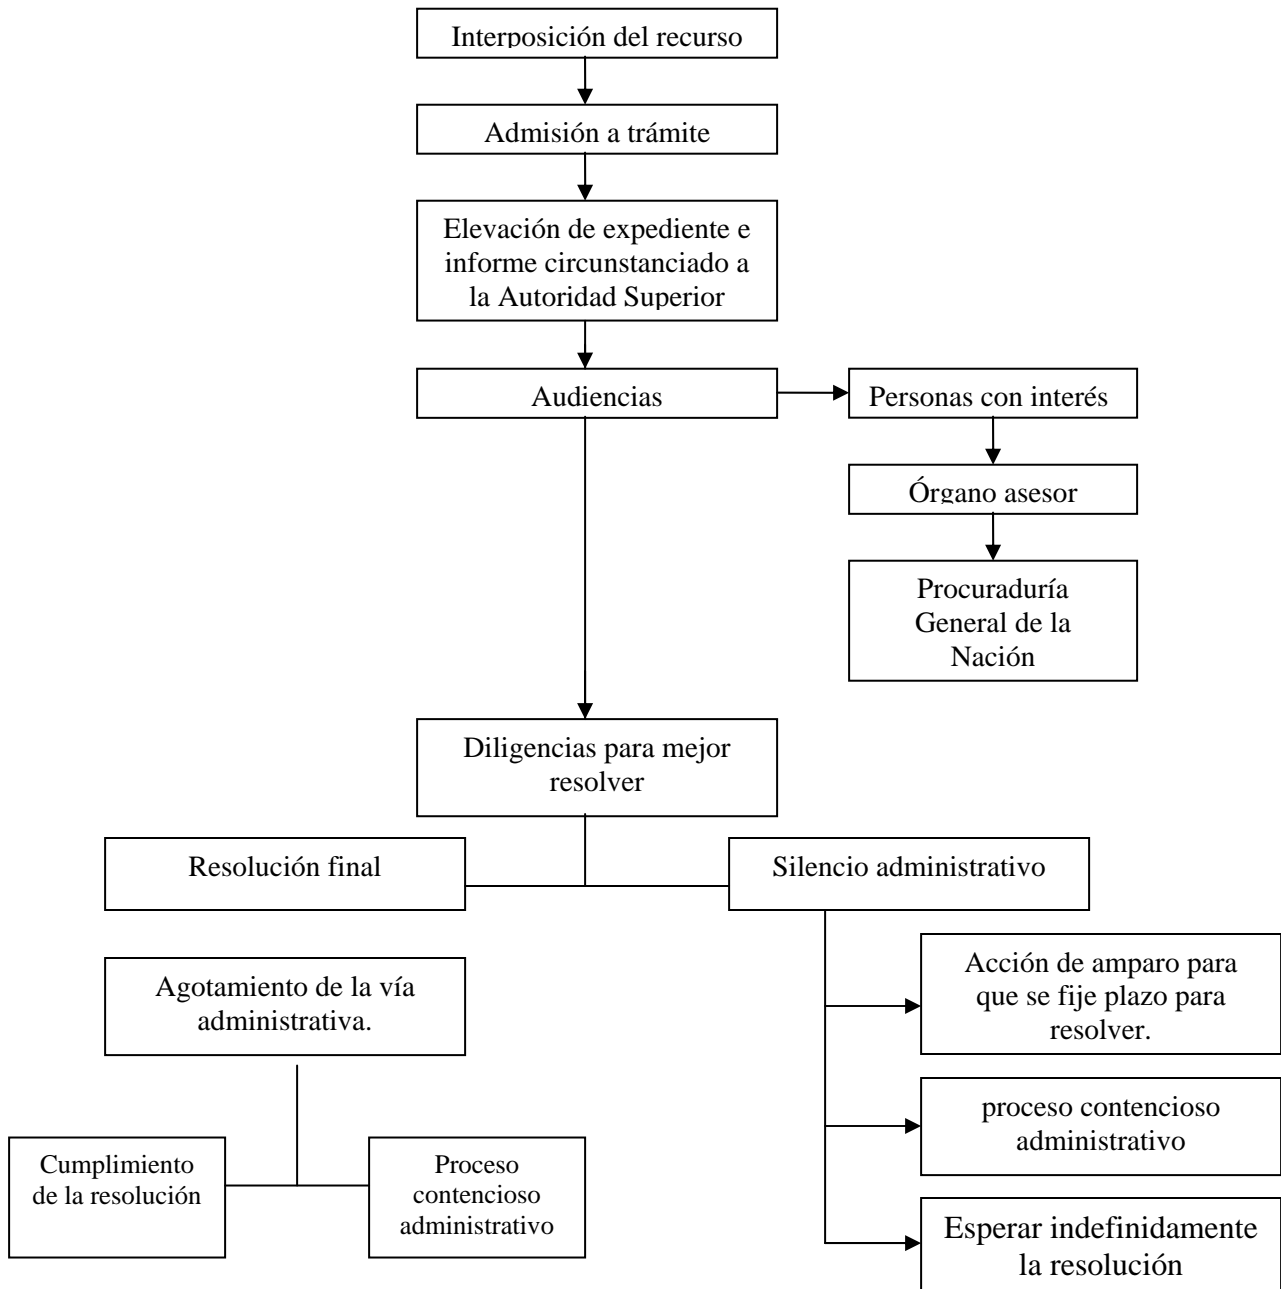 Interposición del recurso
Admisión a trámite
Elevación de expediente e
informe circunstanciado a
la Autoridad Superior
Audiencias
Personas con interés
Órgano asesor
Procuraduría
General de la
Nación
Diligencias para mejor
resolver
Resolución final
Silencio administrativo
Agotamiento de la vía
administrativa.
Acción de amparo para
que se fije plazo para
resolver.
proceso contencioso
administrativo
Cumplimiento
de la resolución
Proceso
contencioso
administrativo
Esperar indefinidamente
la resolución